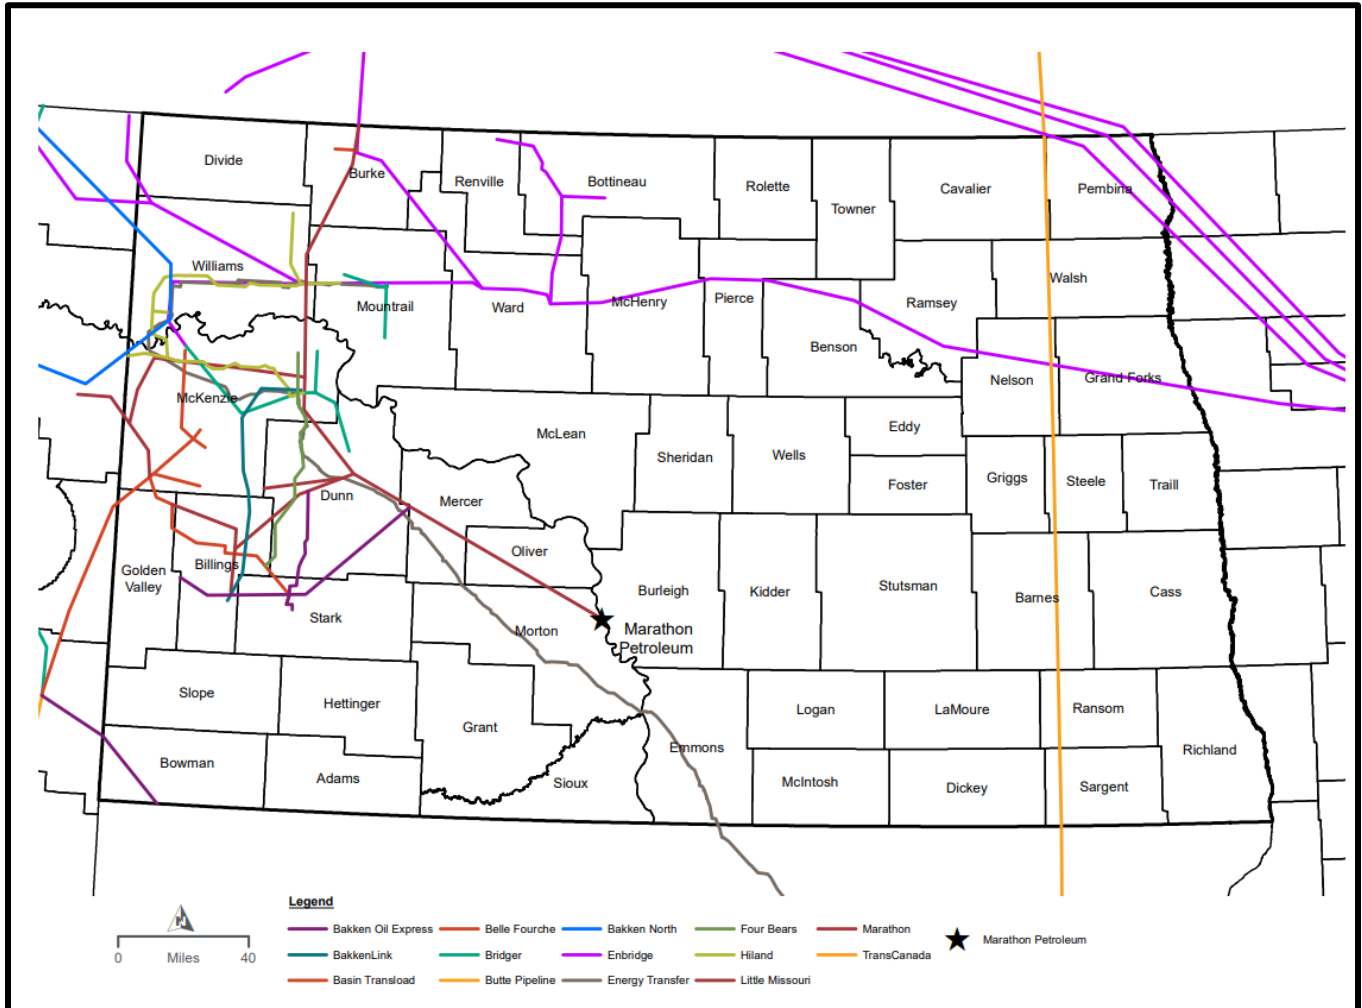 Divide
Burke
Renville
Bottineau
Rolette
Towner
Cavalier
Pembina
Williams
Mountrail
Ward
McHenry
Pierce
Ramsey
Walsh
Benson
Nelson
Grand Forks
McKenzie
McLean
Sheridan
Wells
Eddy
Foster
Griggs
Steele
Traill
Dunn
Mercer
Oliver
Golden
Valley
Billings
Burleigh
Kidder
Stutsman
Barnes
Cass
Stark
Morton
Marathon
Petroleum
Slope
Hettinger
Grant
Logan
LaMoure
Ransom
Emmons
Richland
Bowman
Adams
Sioux
McIntosh
Dickey
Sargent
Legend
Bakken Oil Express Belle Fourche Bakken North Four Bears Marathon Marathon Petroleum
BakkenLink Bridger Enbridge Hiland TransCanada
Basin Transload Butte Pipeline Energy Transfer Little Missouri
N
0 Miles 40